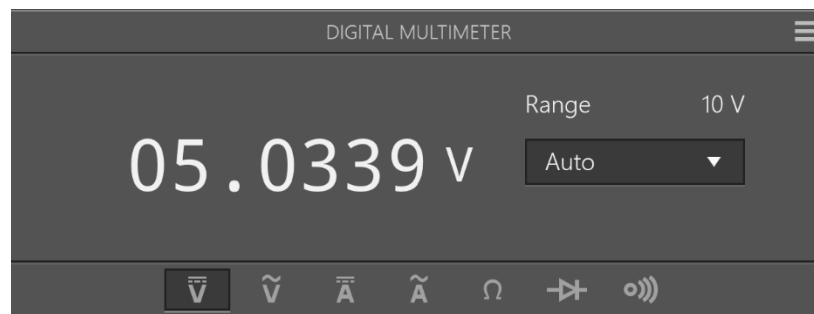 DIGITAL MULTIMETER
Range 10 V
05.0339 V
Auto
V V A A Ω